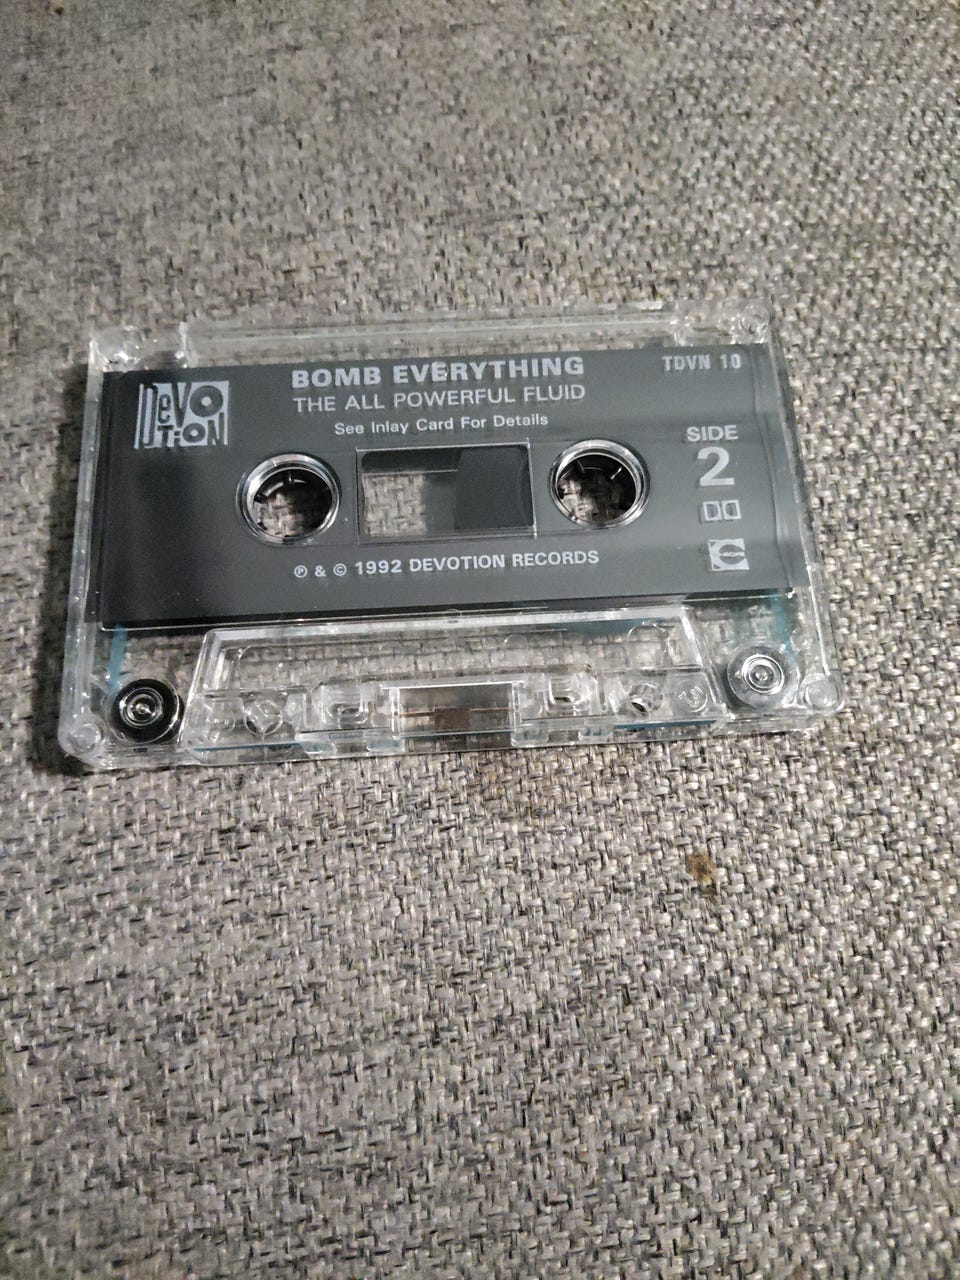 BOMB EVERYTHING
THE ALL POWERFUL FLUID
See Inlay Card For Details
DEVOTION
TDVN 10
SIDE
2
℗ & © 1992 DEVOTION RECORDS